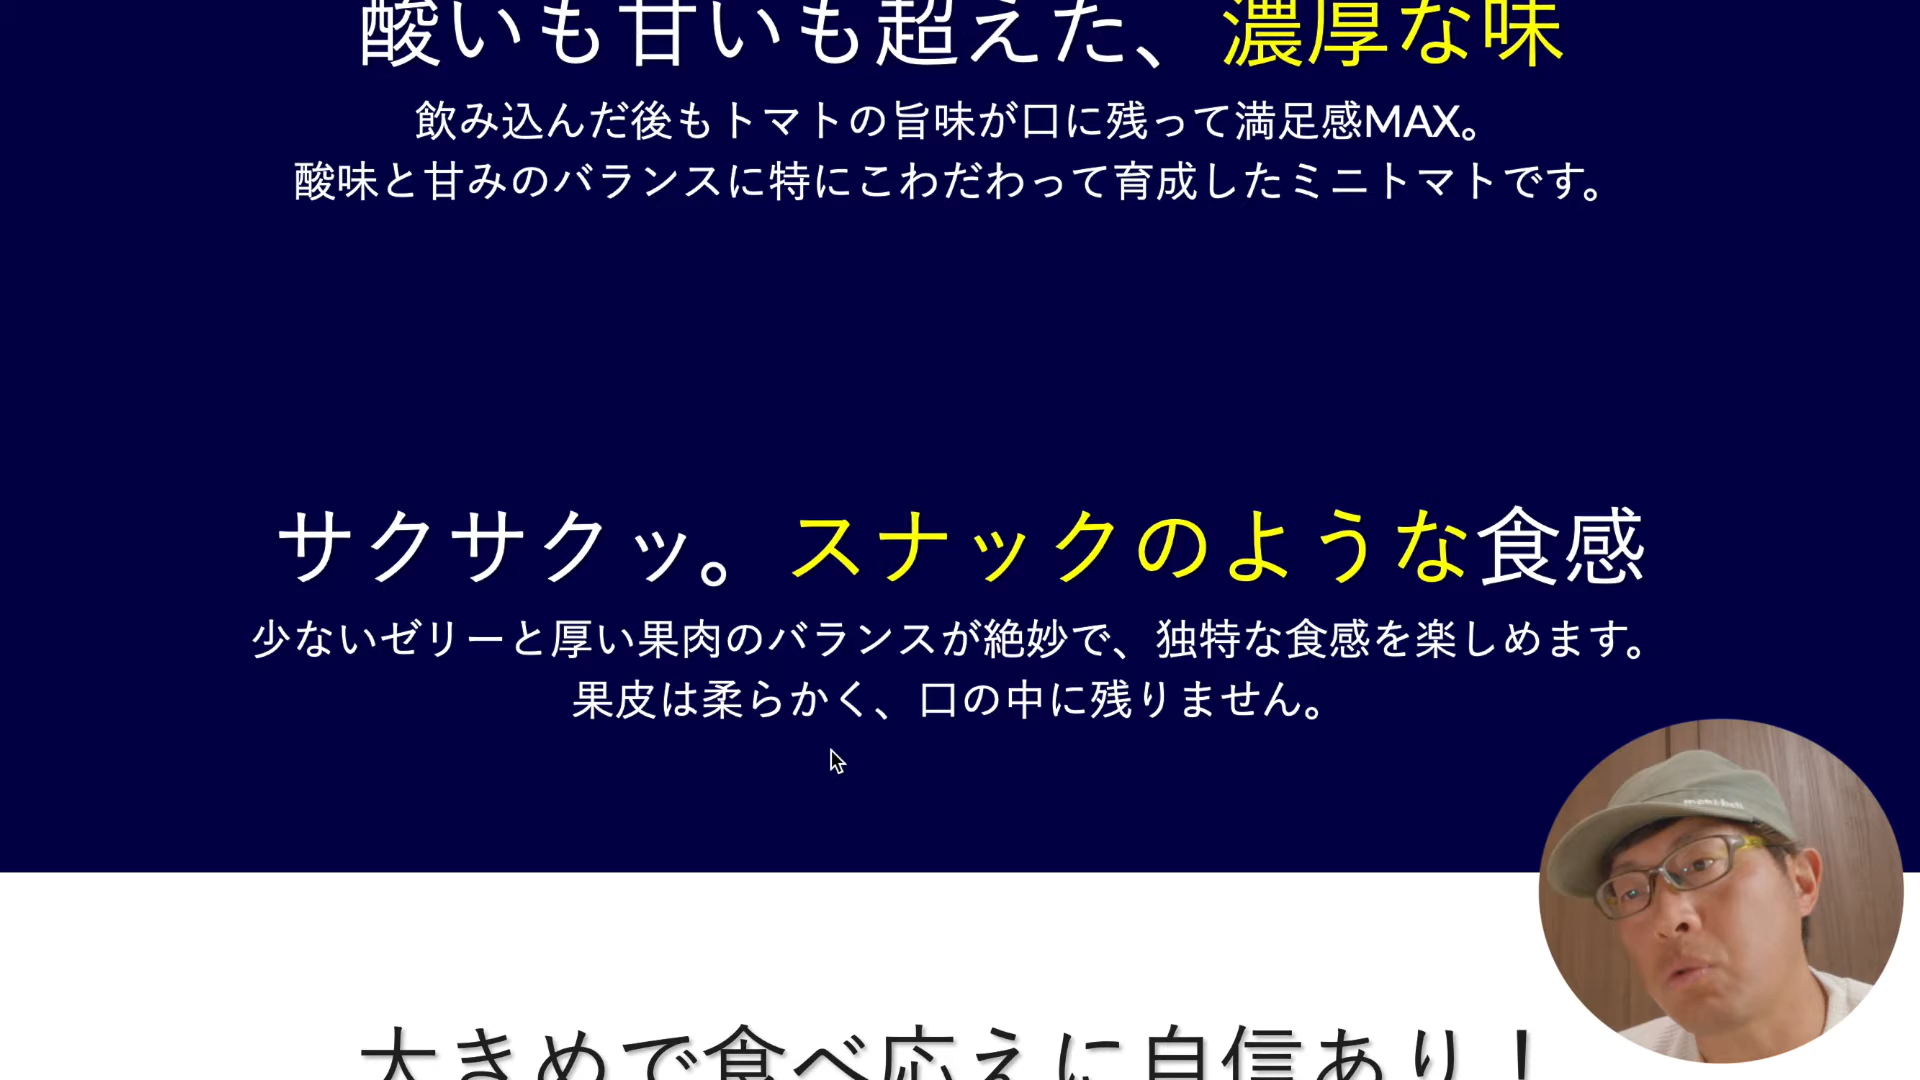 酸いも甘いも超えた、濃厚な味
飲み込んだ後もトマトの旨味が口に残って満足感MAX。
酸味と甘みのバランスに特にこわだわって育成したミニトマトです。
サクサクッ。スナックのような食感
少ないゼリーと厚い果肉のバランスが絶妙で、独特な食感を楽しめます。
果皮は柔らかく、口の中に残りません。
大きめで食べ応えに自信あり！
mont-bell